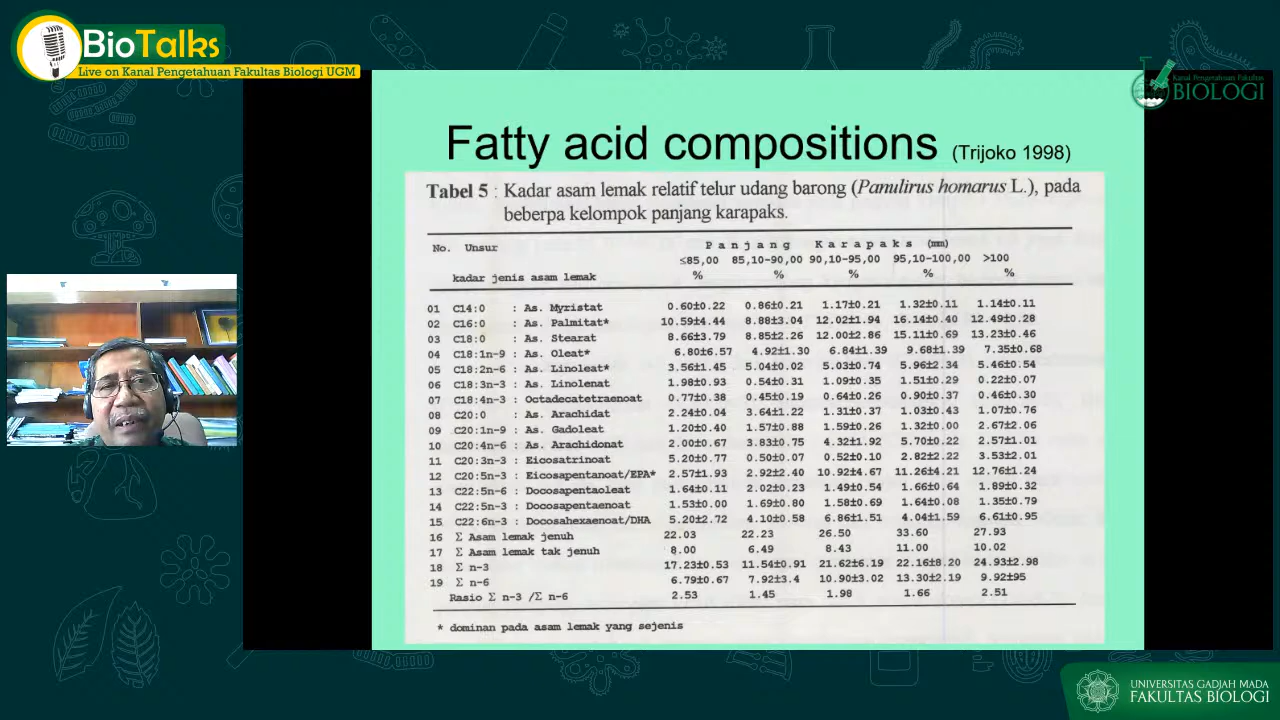 BioTalks
Live on Kanal Pengetahuan Fakultas Biologi UGM
Kanal Pengetahuan Fakultas
BIOLOGI
Fatty acid compositions (Trijoko 1998)
Tabel 5 : Kadar asam lemak relatif telur udang barong (Panulirus homarus L.), pada
beberpa kelompok panjang karapaks.
No. Unsur Panjang Karapaks (mm)
≤85,00 85,10-90,00 90,10-95,00 95,10-100,00 >100
kadar jenis asam lemak % % % % %
01 C14:0 : As. Myristat 0.60±0.22 0.86±0.21 1.17±0.21 1.32±0.11 1.14±0.11
02 C16:0 : As. Palmitat* 10.59±4.44 8.88±3.04 12.02±1.94 16.14±0.40 12.49±0.28
03 C18:0 : As. Stearat 8.66±3.79 8.85±2.26 12.00±2.86 15.11±0.69 13.23±0.46
04 C18:1n-9 : As. Oleat* 6.80±6.57 4.92±1.30 6.84±1.39 9.68±1.39 7.35±0.68
05 C18:2n-6 : As. Linoleat* 3.56±1.45 5.04±0.02 5.03±0.74 5.96±2.34 5.46±0.54
06 C18:3n-3 : As. Linolenat 1.98±0.93 0.54±0.31 1.09±0.35 1.51±0.29 0.22±0.07
07 C18:4n-3 : Octadecatetraenoat 0.77±0.38 0.45±0.19 0.64±0.26 0.90±0.37 0.46±0.30
08 C20:0 : As. Arachidat 2.24±0.04 3.64±1.22 1.31±0.37 1.03±0.43 1.07±0.76
09 C20:1n-9 : As. Gadoleat 1.20±0.40 1.57±0.88 1.59±0.26 1.32±0.00 2.67±2.06
10 C20:4n-6 : As. Arachidonat 2.00±0.67 3.83±0.75 4.32±1.92 5.70±0.22 2.57±1.01
11 C20:3n-3 : Eicosatrinoat 5.20±0.77 0.50±0.07 0.52±0.10 2.82±2.22 3.53±2.01
12 C20:5n-3 : Eicosapentanoat/EPA* 2.57±1.93 2.92±2.40 10.92±4.67 11.26±4.21 12.76±1.24
13 C22:5n-6 : Docosapentaoleat 1.64±0.11 2.02±0.23 1.49±0.54 1.66±0.64 1.89±0.32
14 C22:5n-3 : Docosapentaenoat 1.53±0.00 1.69±0.80 1.58±0.69 1.64±0.08 1.35±0.79
15 C22:6n-3 : Docosahexaenoat/DHA 5.20±2.72 4.10±0.58 6.86±1.51 4.04±1.59 6.61±0.95
16 Σ Asam lemak jenuh 22.03 22.23 26.50 33.60 27.93
17 Σ Asam lemak tak jenuh 8.00 6.49 8.43 11.00 10.02
18 Σ n-3 17.23±0.53 11.54±0.91 21.62±6.19 22.16±8.20 24.93±2.98
19 Σ n-6 6.79±0.67 7.92±3.4 10.90±3.02 13.30±2.19 9.92±95
Rasio Σ n-3 /Σ n-6 2.53 1.45 1.98 1.66 2.51
* dominan pada asam lemak yang sejenis
UNIVERSITAS GADJAH MADA
FAKULTAS BIOLOGI